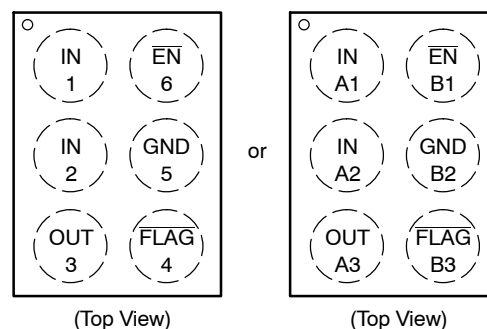 IN
1
EN
6
IN
2
GND
5
OUT
3
FLAG
4
(Top View)
or
IN
A1
EN
B1
IN
A2
GND
B2
OUT
A3
FLAG
B3
(Top View)